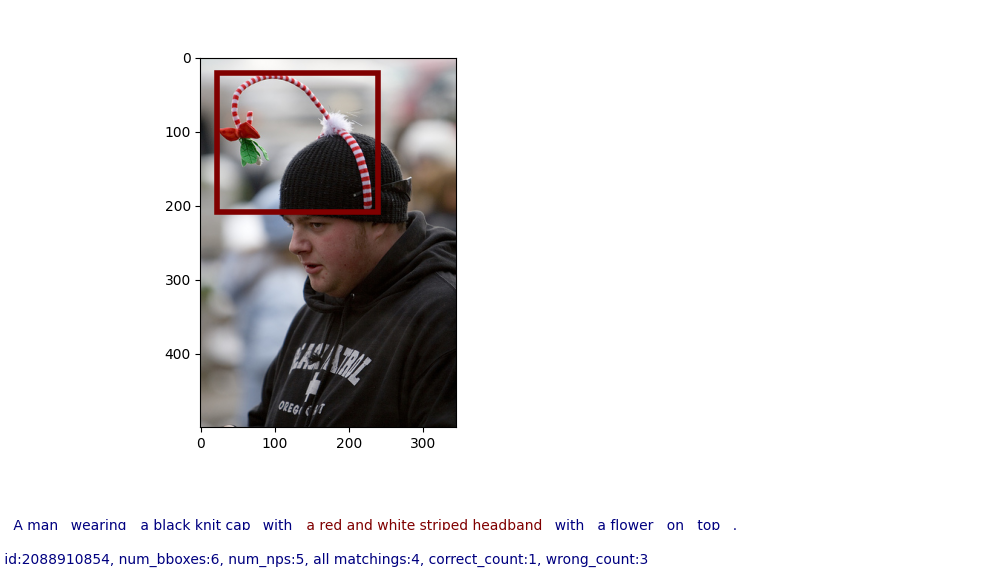 0
100
200
300
400
0 100 200 300
OREGO
A man wearing a black knit cap with a red and white striped headband with a flower on top .
id:2088910854, num_bboxes:6, num_nps:5, all matchings:4, correct_count:1, wrong_count:3